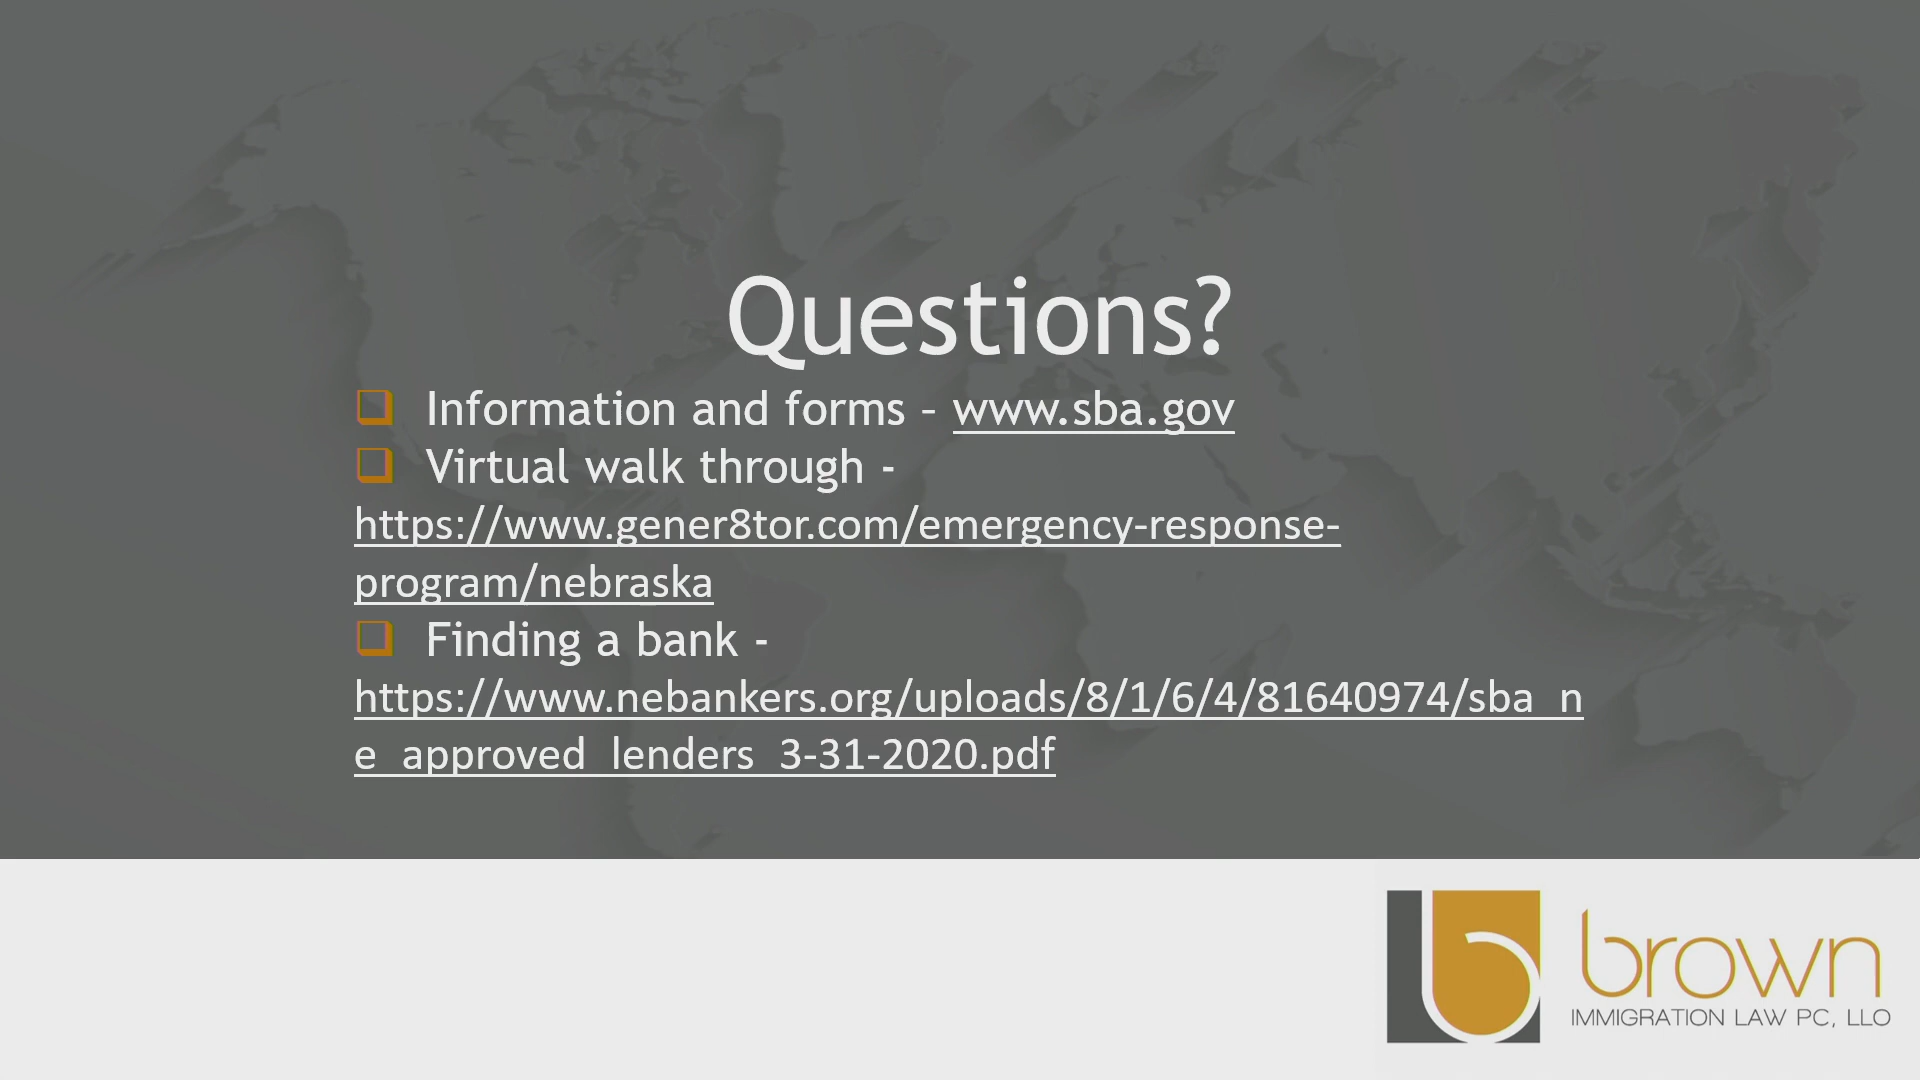 Questions?
Information and forms - www.sba.gov
Virtual walk through -
https://www.gener8tor.com/emergency-response-
program/nebraska
Finding a bank -
https://www.nebankers.org/uploads/8/1/6/4/81640974/sba_n
e_approved_lenders_3-31-2020.pdf
brown
IMMIGRATION LAW PC, LLO